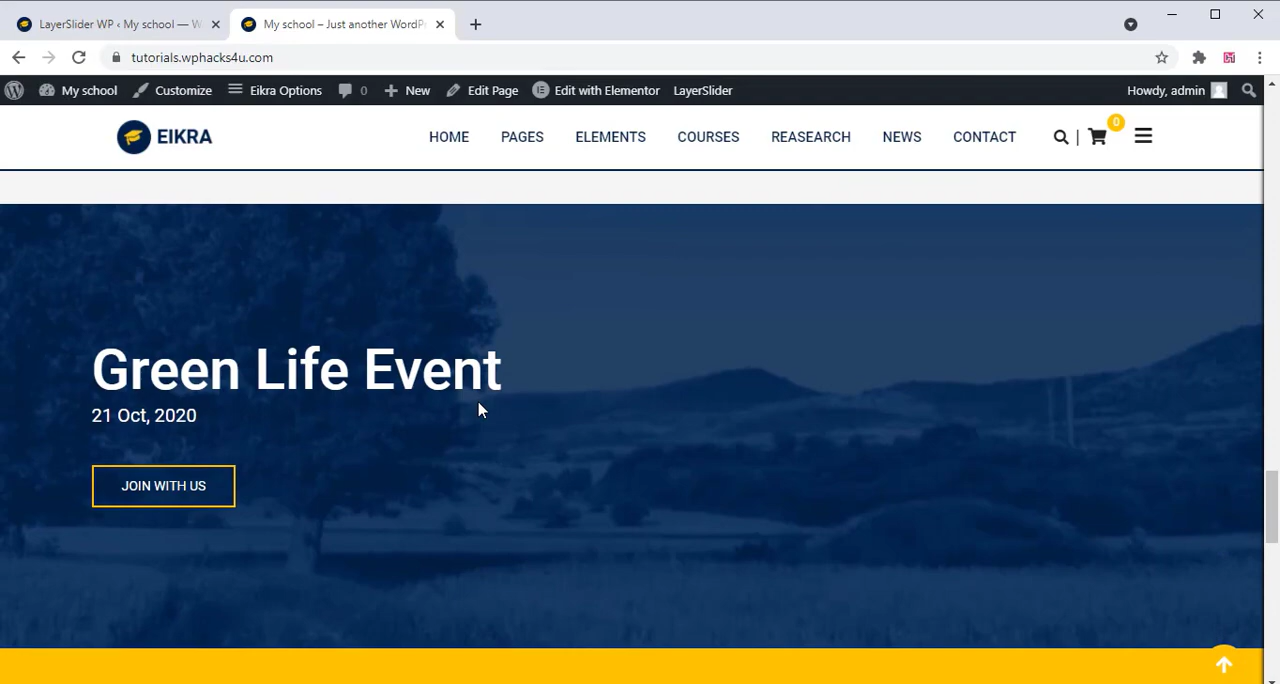 LayerSlider WP ‹ My school — W
My school – Just another WordP
tutorials.wphacks4u.com
My school Customize Eikra Options 0 New Edit Page Edit with Elementor LayerSlider Howdy, admin
EIKRA HOME PAGES ELEMENTS COURSES REASEARCH NEWS CONTACT | 0
Green Life Event
21 Oct, 2020
JOIN WITH US